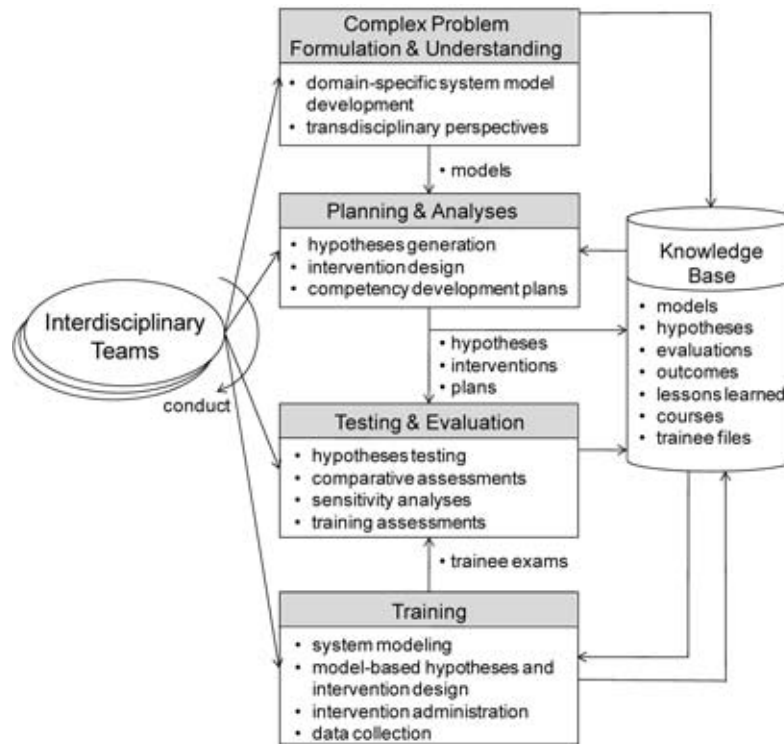 Complex Problem
Formulation & Understanding
• domain-specific system model
development
• transdisciplinary perspectives
• models
Planning & Analyses
• hypotheses generation
• intervention design
• competency development plans
Knowledge
Base
• models
• hypotheses
• evaluations
• outcomes
• lessons learned
• courses
• trainee files
Interdisciplinary
Teams
conduct
• hypotheses
• interventions
• plans
Testing & Evaluation
• hypotheses testing
• comparative assessments
• sensitivity analyses
• training assessments
• trainee exams
Training
• system modeling
• model-based hypotheses and
intervention design
• intervention administration
• data collection